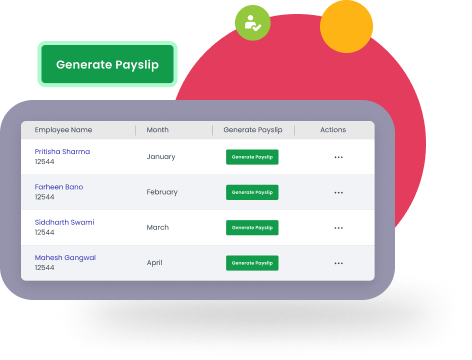 Generate Payslip
Employee Name Month Generate Payslip Actions
Pritisha Sharma
12544
January Generate Payslip ...
Farheen Bano
12544
February Generate Payslip ...
Siddharth Swami
12544
March Generate Payslip ...
Mahesh Gangwal
12544
April Generate Payslip ...